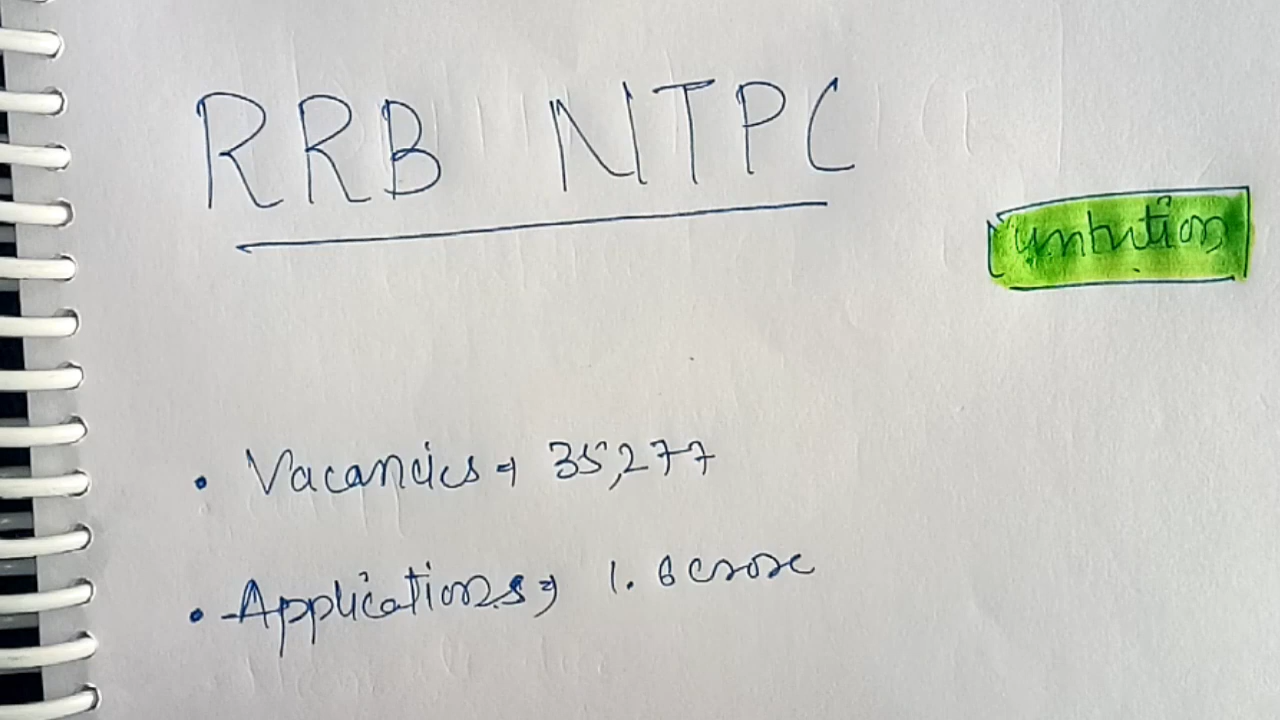 RRB NTPC
• Vacancies → 35,277
• Applications → 1.6 crore